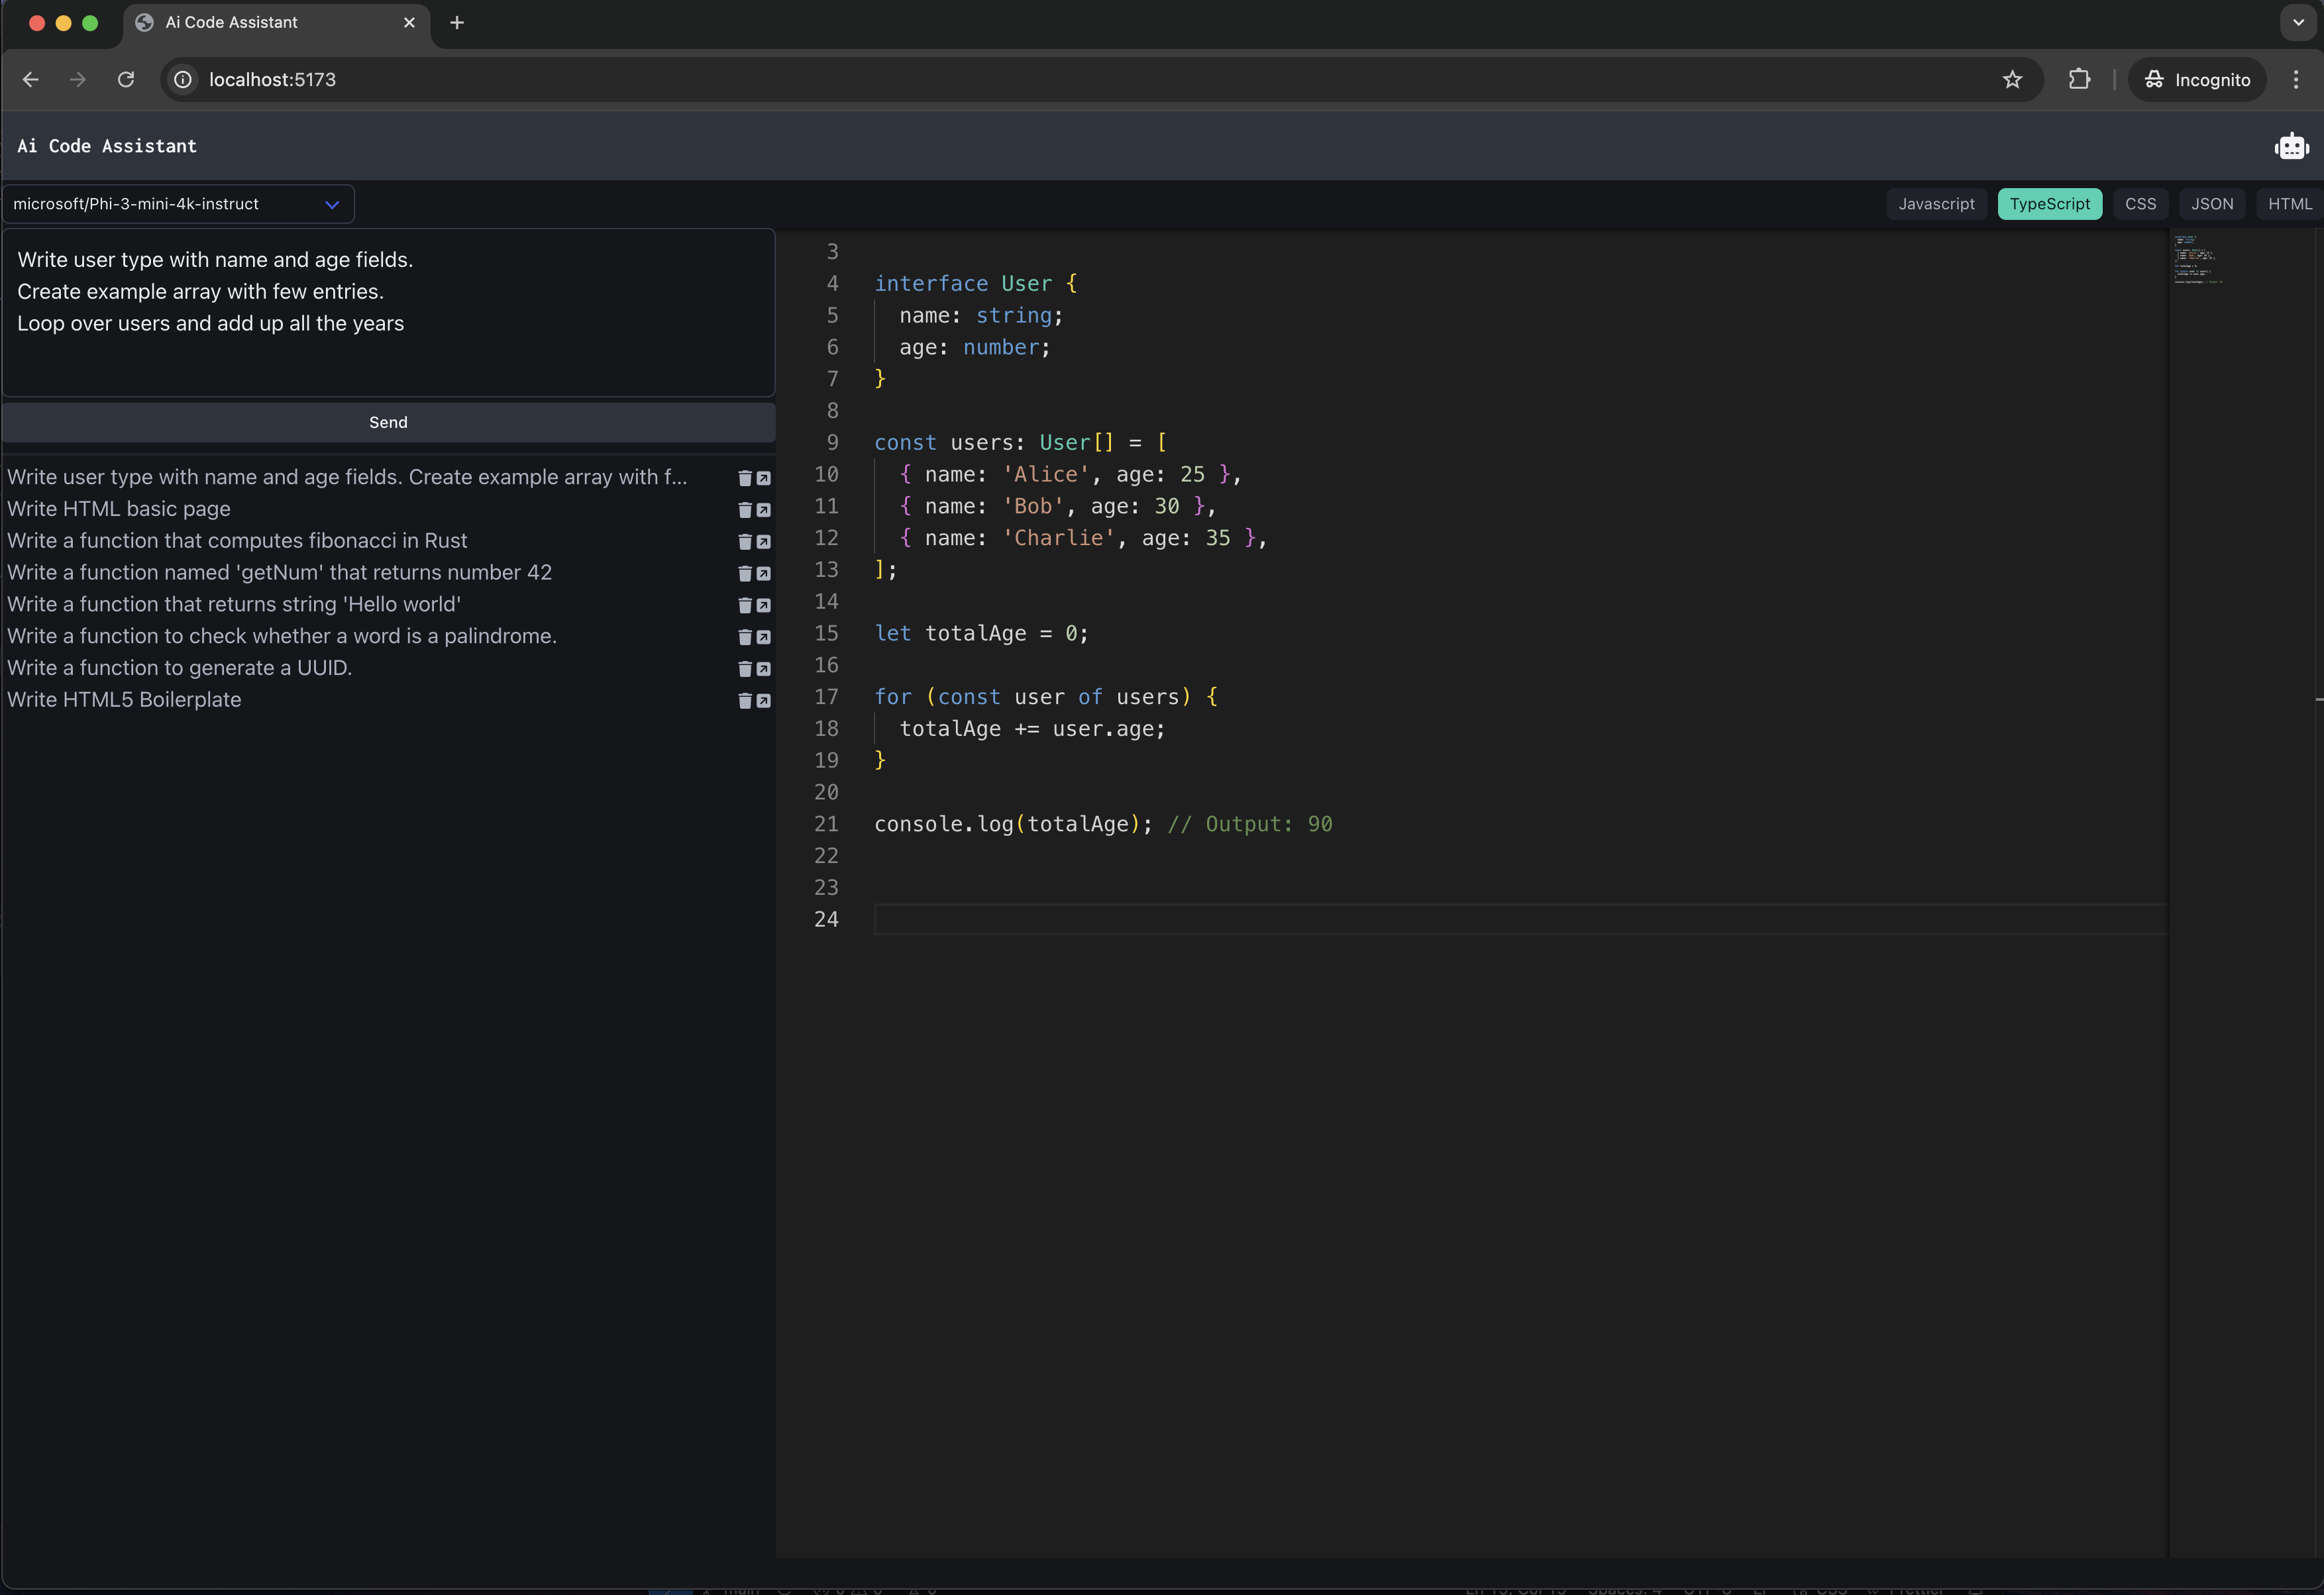 Ai Code Assistant
localhost:5173
Incognito
Ai Code Assistant
microsoft/Phi-3-mini-4k-instruct
Javascript TypeScript CSS JSON HTML
Write user type with name and age fields.
Create example array with few entries.
Loop over users and add up all the years
Send
Write user type with name and age fields. Create example array with f...
Write HTML basic page
Write a function that computes fibonacci in Rust
Write a function named 'getNum' that returns number 42
Write a function that returns string 'Hello world'
Write a function to check whether a word is a palindrome.
Write a function to generate a UUID.
Write HTML5 Boilerplate
3
4 interface User {
5 name: string;
6 age: number;
7 }
8
9 const users: User[] = [
10 { name: 'Alice', age: 25 },
11 { name: 'Bob', age: 30 },
12 { name: 'Charlie', age: 35 },
13 ];
14
15 let totalAge = 0;
16
17 for (const user of users) {
18 totalAge += user.age;
19 }
20
21 console.log(totalAge); // Output: 90
22
23
24